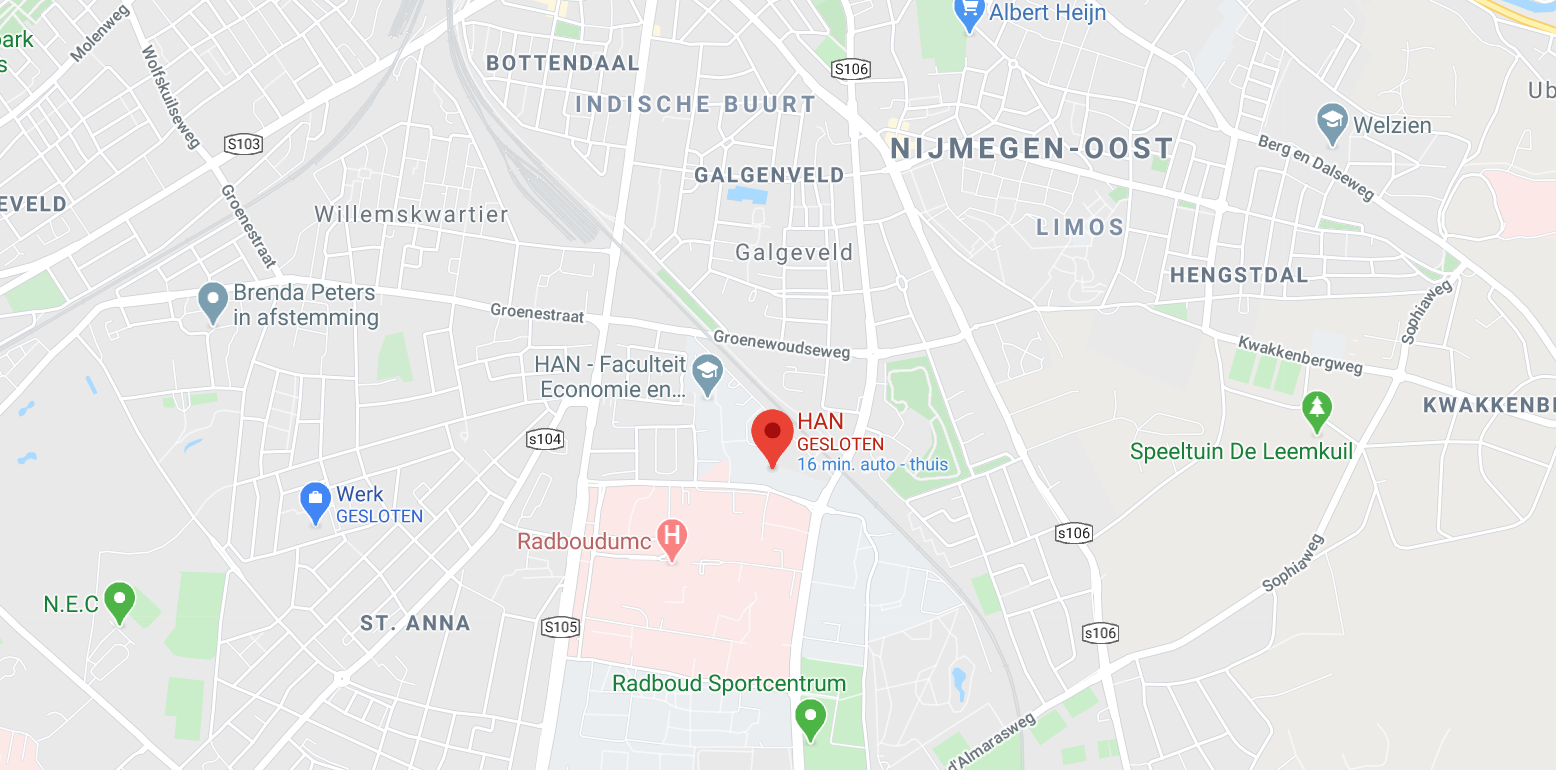 Albert Heijn
Molenweg
ark
s
BOTTENDAAL
S106
Wolfskuilseweg
INDISCHE BUURT
Ub
Welzien
S103
NIJMEGEN-OOST
Berg en Dalseweg
GALGENVELD
EVELD
Willemskwartier
Groenestraat
LIMOS
Galgeveld
HENGSTDAL
Brenda Peters
in afstemming
Groenestraat
Sophiaweg
Groenewoudseweg
Kwakkenbergweg
HAN - Faculteit
Economie en...
KWAKKENBE
HAN
GESLOTEN
16 min. auto - thuis
s104
Speeltuin De Leemkuil
Werk
GESLOTEN
s106
Radboudumc
H
Sophiaweg
N.E.C
ST. ANNA
S105
s106
Radboud Sportcentrum
d'Almarasweg